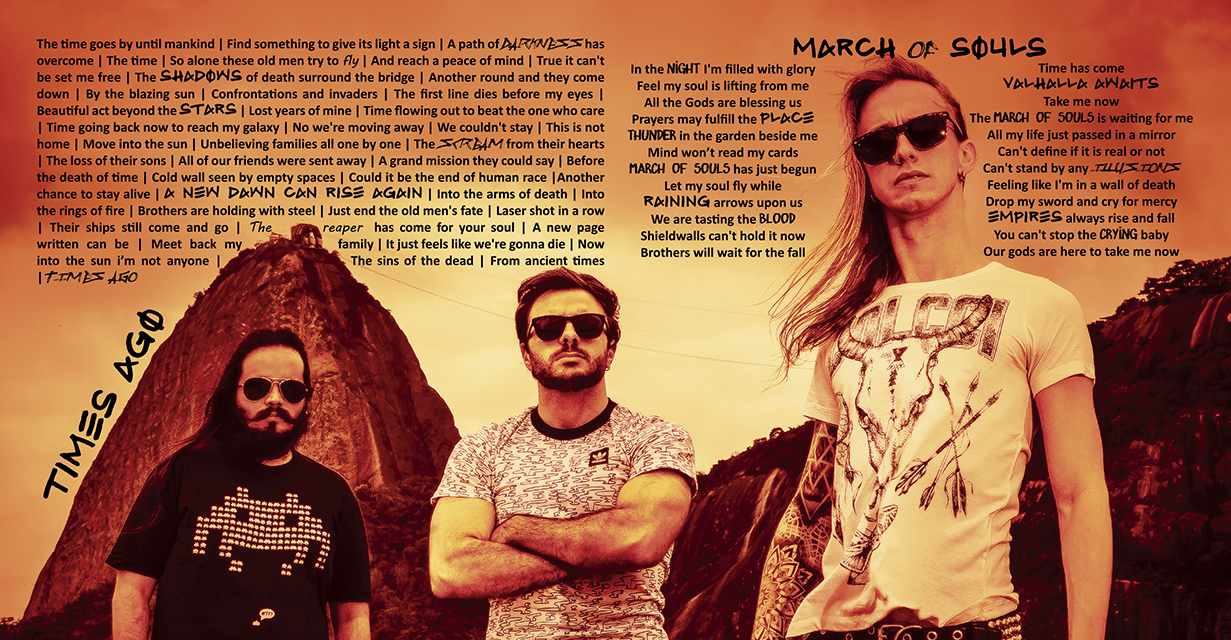 The time goes by until mankind | Find something to give its light a sign | A path of DARKNESS has
overcome | The time | So alone these old men try to fly | And reach a peace of mind | True it can't
be set me free | The SHADOWS of death surround the bridge | Another round and they come
down | By the blazing sun | Confrontations and invaders | The first line dies before my eyes |
Beautiful act beyond the STARS | Lost years of mine | Time flowing out to beat the one who care
| Time going back now to reach my galaxy | No we're moving away | We couldn't stay | This is not
home | Move into the sun | Unbelieving families all one by one | The SCREAM from their hearts
| The loss of their sons | All of our friends were sent away | A grand mission they could say | Before
the death of time | Cold wall seen by empty spaces | Could it be the end of human race |Another
chance to stay alive | A NEW DAWN CAN RISE AGAIN | Into the arms of death | Into
the rings of fire | Brothers are holding with steel | Just end the old men's fate | Laser shot in a row
| Their ships still come and go | The reaper has come for your soul | A new page
written can be | Meet back my family | It just feels like we're gonna die | Now
into the sun i'm not anyone | The sins of the dead | From ancient times
| TIMES AGO
TIMES AGØ
MARCH OF SØULS
In the NIGHT I'm filled with glory
Feel my soul is lifting from me
All the Gods are blessing us
Prayers may fulfill the PLACE
THUNDER in the garden beside me
Mind won't read my cards
MARCH OF SOULS has just begun
Let my soul fly while
RAINING arrows upon us
We are tasting the BLOOD
Shieldwalls can't hold it now
Brothers will wait for the fall
Time has come
VALHALLA AWAITS
Take me now
The MARCH OF SOULS is waiting for me
All my life just passed in a mirror
Can't define if it is real or not
Can't stand by any ILLUSIONS
Feeling like I'm in a wall of death
Drop my sword and cry for mercy
EMPIRES always rise and fall
You can't stop the CRYING baby
Our gods are here to take me now
WTF?